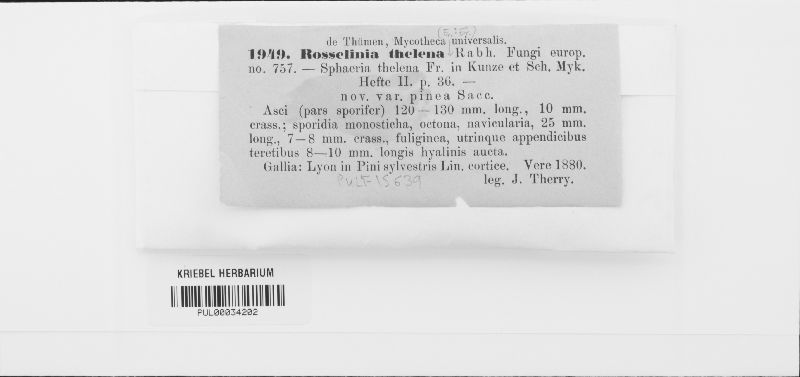 de Thümen, Mycotheca universalis.
(Fr. Fr.)
1949. Rosselinia thelena Rabh. Fungi europ.
no. 757. — Sphaeria thelena Fr. in Kunze et Sch. Myk.
Hefte II. p. 36. —
nov. var. pinea Sacc.
Asci (pars sporifer) 120—130 mm. long., 10 mm.
crass.; sporidia monosticha, octona, navicularia, 25 mm.
long., 7—8 mm. crass., fuliginea, utrinque appendicibus
teretibus 8—10 mm. longis hyalinis aucta.
Gallia: Lyon in Pini sylvestris Lin. cortice. Vere 1880.
PULF15639
leg. J. Therry.
KRIEBEL HERBARIUM
PUL00034202